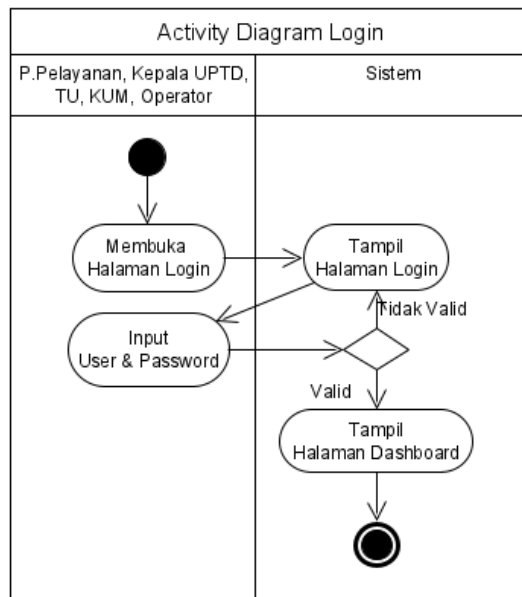 Activity Diagram Login
P.Pelayanan, Kepala UPTD,
TU, KUM, Operator
Sistem
Membuka
Halaman Login
Tampil
Halaman Login
Input
User & Password
Tidak Valid
Valid
Tampil
Halaman Dashboard